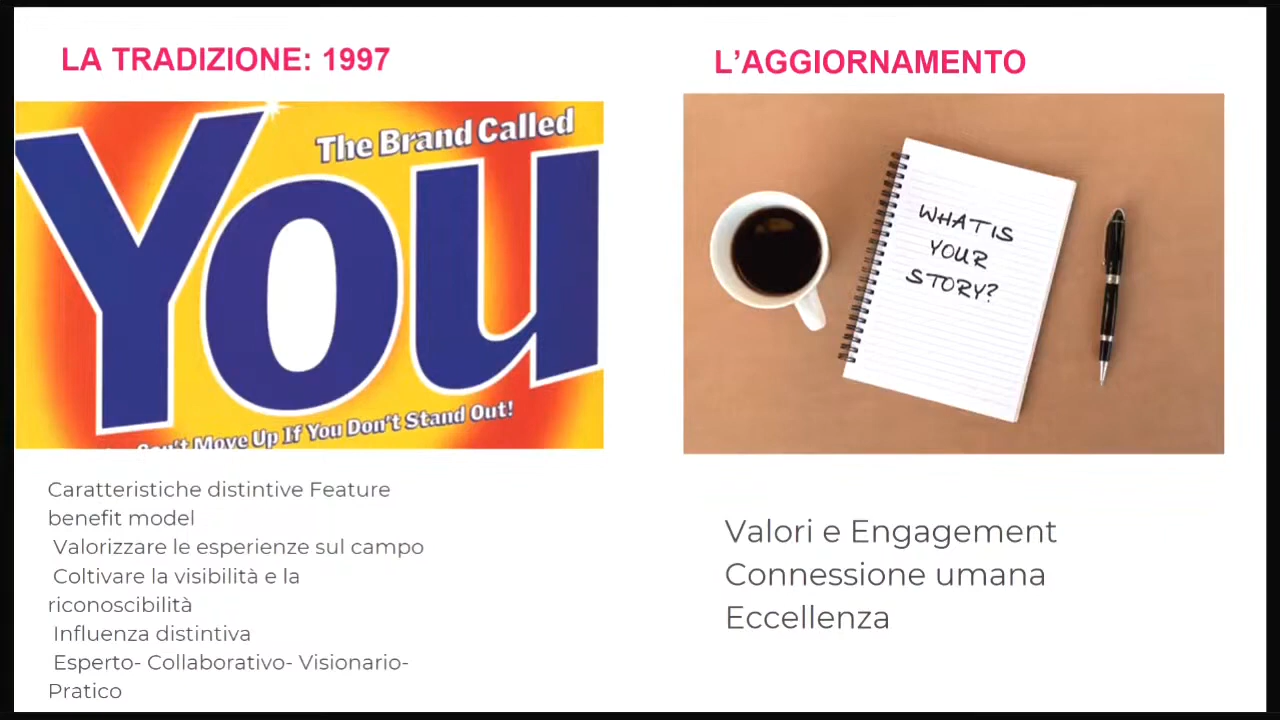 LA TRADIZIONE: 1997
The Brand Called
You
Can't Move Up If You Don't Stand Out!
Caratteristiche distintive Feature
benefit model
Valorizzare le esperienze sul campo
Coltivare la visibilità e la
riconoscibilità
Influenza distintiva
Esperto- Collaborativo- Visionario-
Pratico
L’AGGIORNAMENTO
WHAT IS
YOUR
STORY?
Valori e Engagement
Connessione umana
Eccellenza